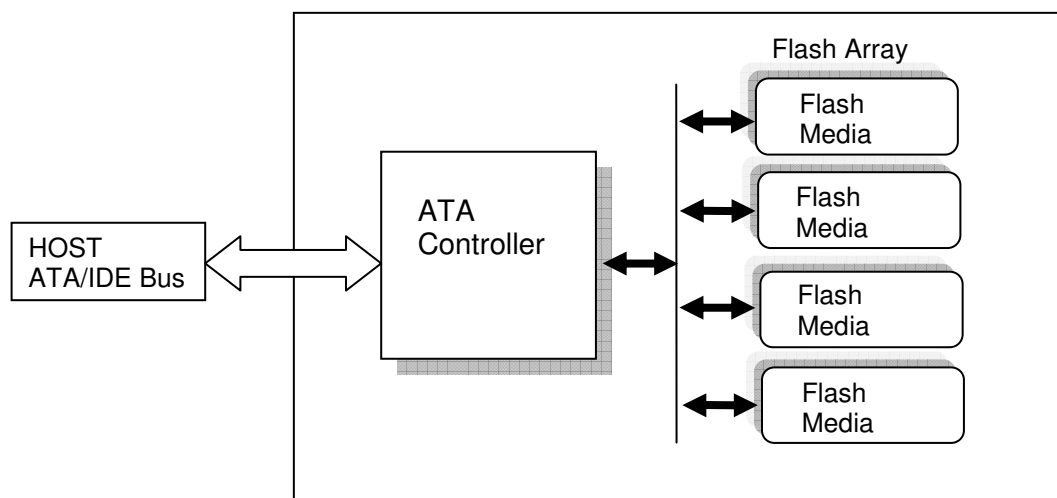 Flash Array
Flash
Media
ATA
Controller
Flash
Media
HOST
ATA/IDE Bus
Flash
Media
Flash
Media